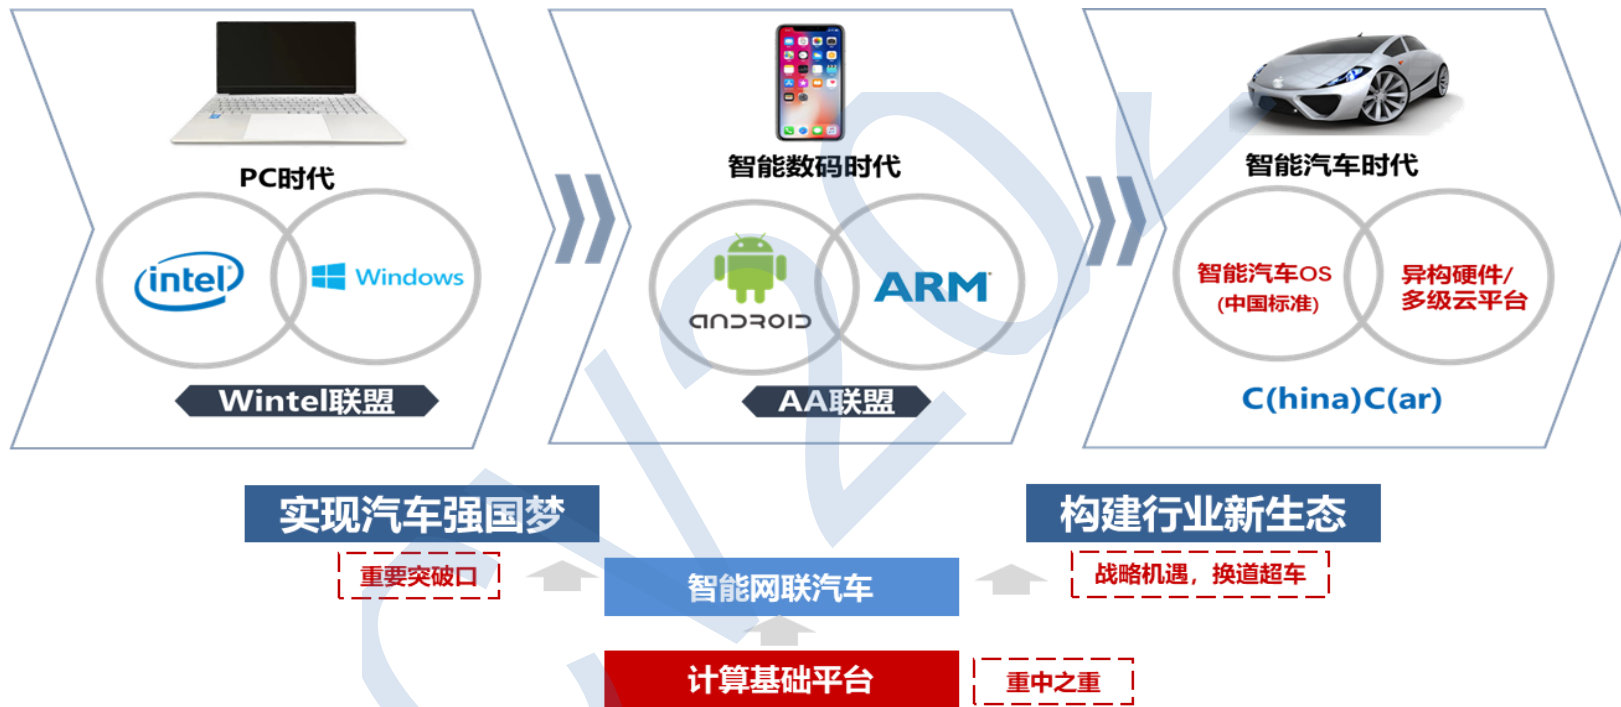 PC时代
intel
Windows
Wintel联盟
智能数码时代
ANDROID
ARM
AA联盟
智能汽车时代
智能汽车OS
(中国标准)
异构硬件/
多级云平台
C(hina)C(ar)
实现汽车强国梦
构建行业新生态
重要突破口
智能网联汽车
战略机遇，换道超车
计算基础平台
重中之重